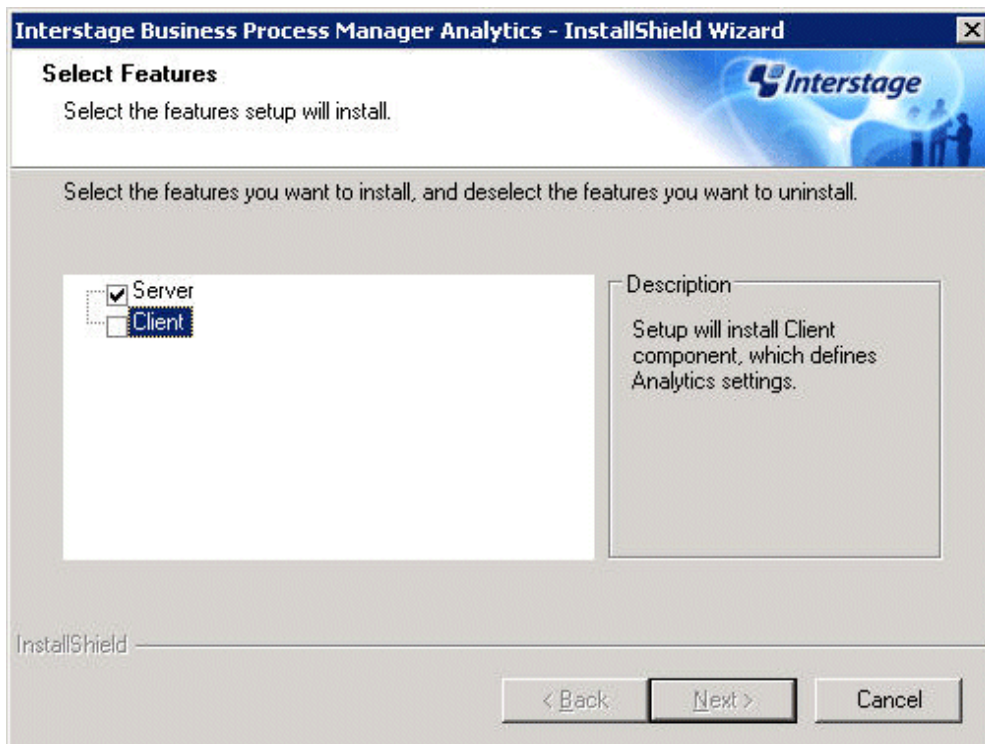 Interstage Business Process Manager Analytics - InstallShield Wizard
Select Features
Select the features setup will install.
Interstage
Select the features you want to install, and deselect the features you want to uninstall.
Server
Client
Description
Setup will install Client
component, which defines
Analytics settings.
InstallShield
< Back
Next >
Cancel